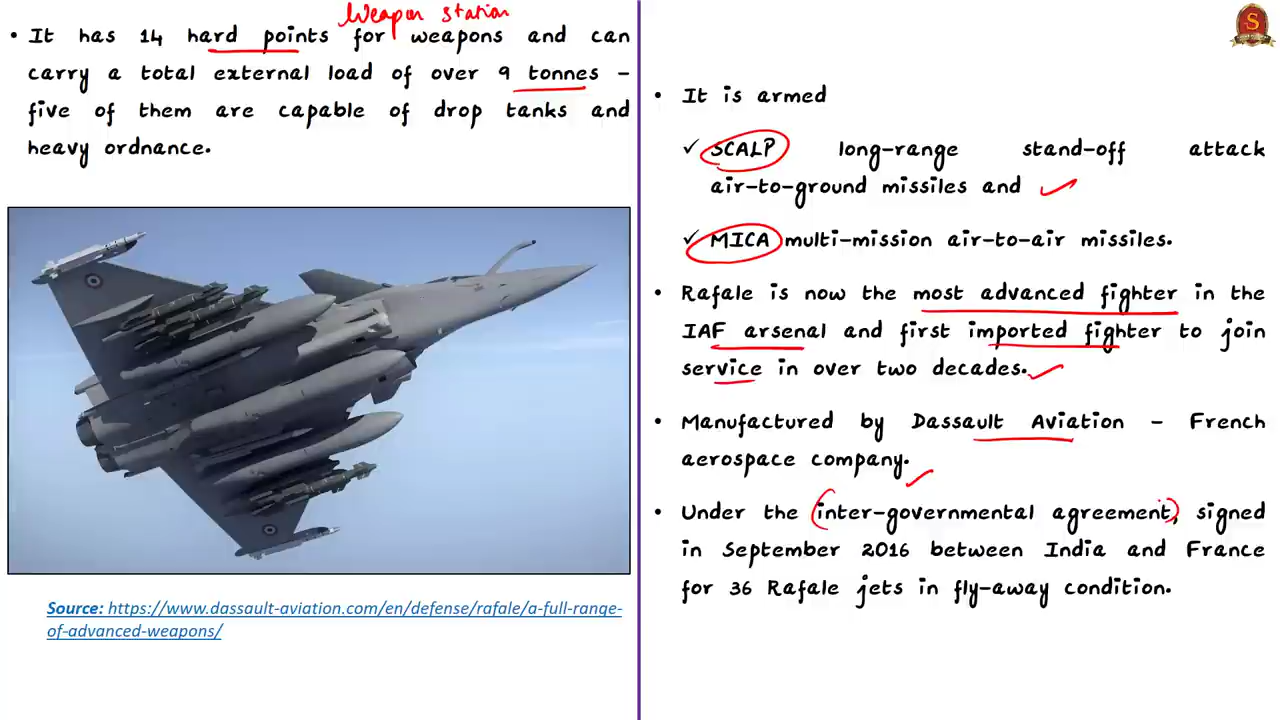 Weapon station
• It has 14 hard points for weapons and can
carry a total external load of over 9 tonnes –
five of them are capable of drop tanks and
heavy ordnance.
Source: https://www.dassault-aviation.com/en/defense/rafale/a-full-range-
of-advanced-weapons/
• It is armed
✓ SCALP long-range stand-off attack
air-to-ground missiles and
✓ MICA multi-mission air-to-air missiles.
• Rafale is now the most advanced fighter in the
IAF arsenal and first imported fighter to join
service in over two decades.
• Manufactured by Dassault Aviation – French
aerospace company.
• Under the inter-governmental agreement, signed
in September 2016 between India and France
for 36 Rafale jets in fly-away condition.
S